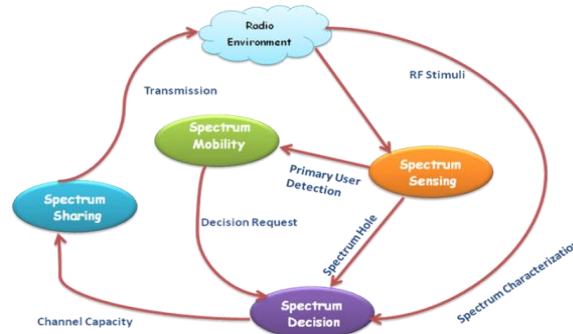 Radio
Environment
RF Stimuli
Transmission
Spectrum
Mobility
Spectrum
Sensing
Primary User
Detection
Spectrum
Sharing
Decision Request
Spectrum Hole
Spectrum Characterization
Spectrum
Decision
Channel Capacity